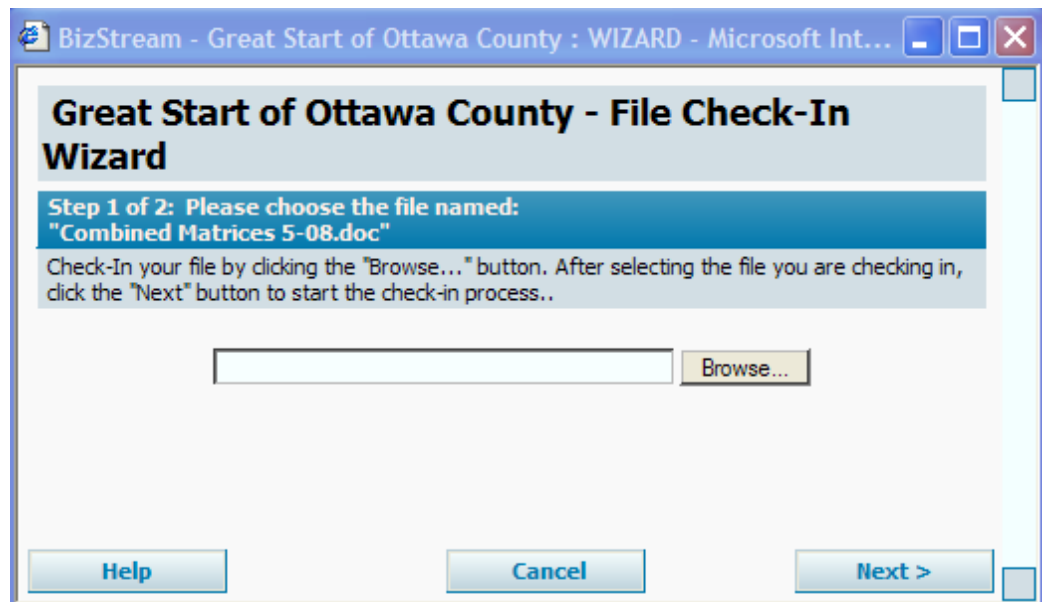 BizStream - Great Start of Ottawa County : WIZARD - Microsoft Int...
Great Start of Ottawa County - File Check-In
Wizard
Step 1 of 2: Please choose the file named:
"Combined Matrices 5-08.doc"
Check-In your file by clicking the "Browse..." button. After selecting the file you are checking in,
click the "Next" button to start the check-in process..
Browse...
Help Cancel Next >